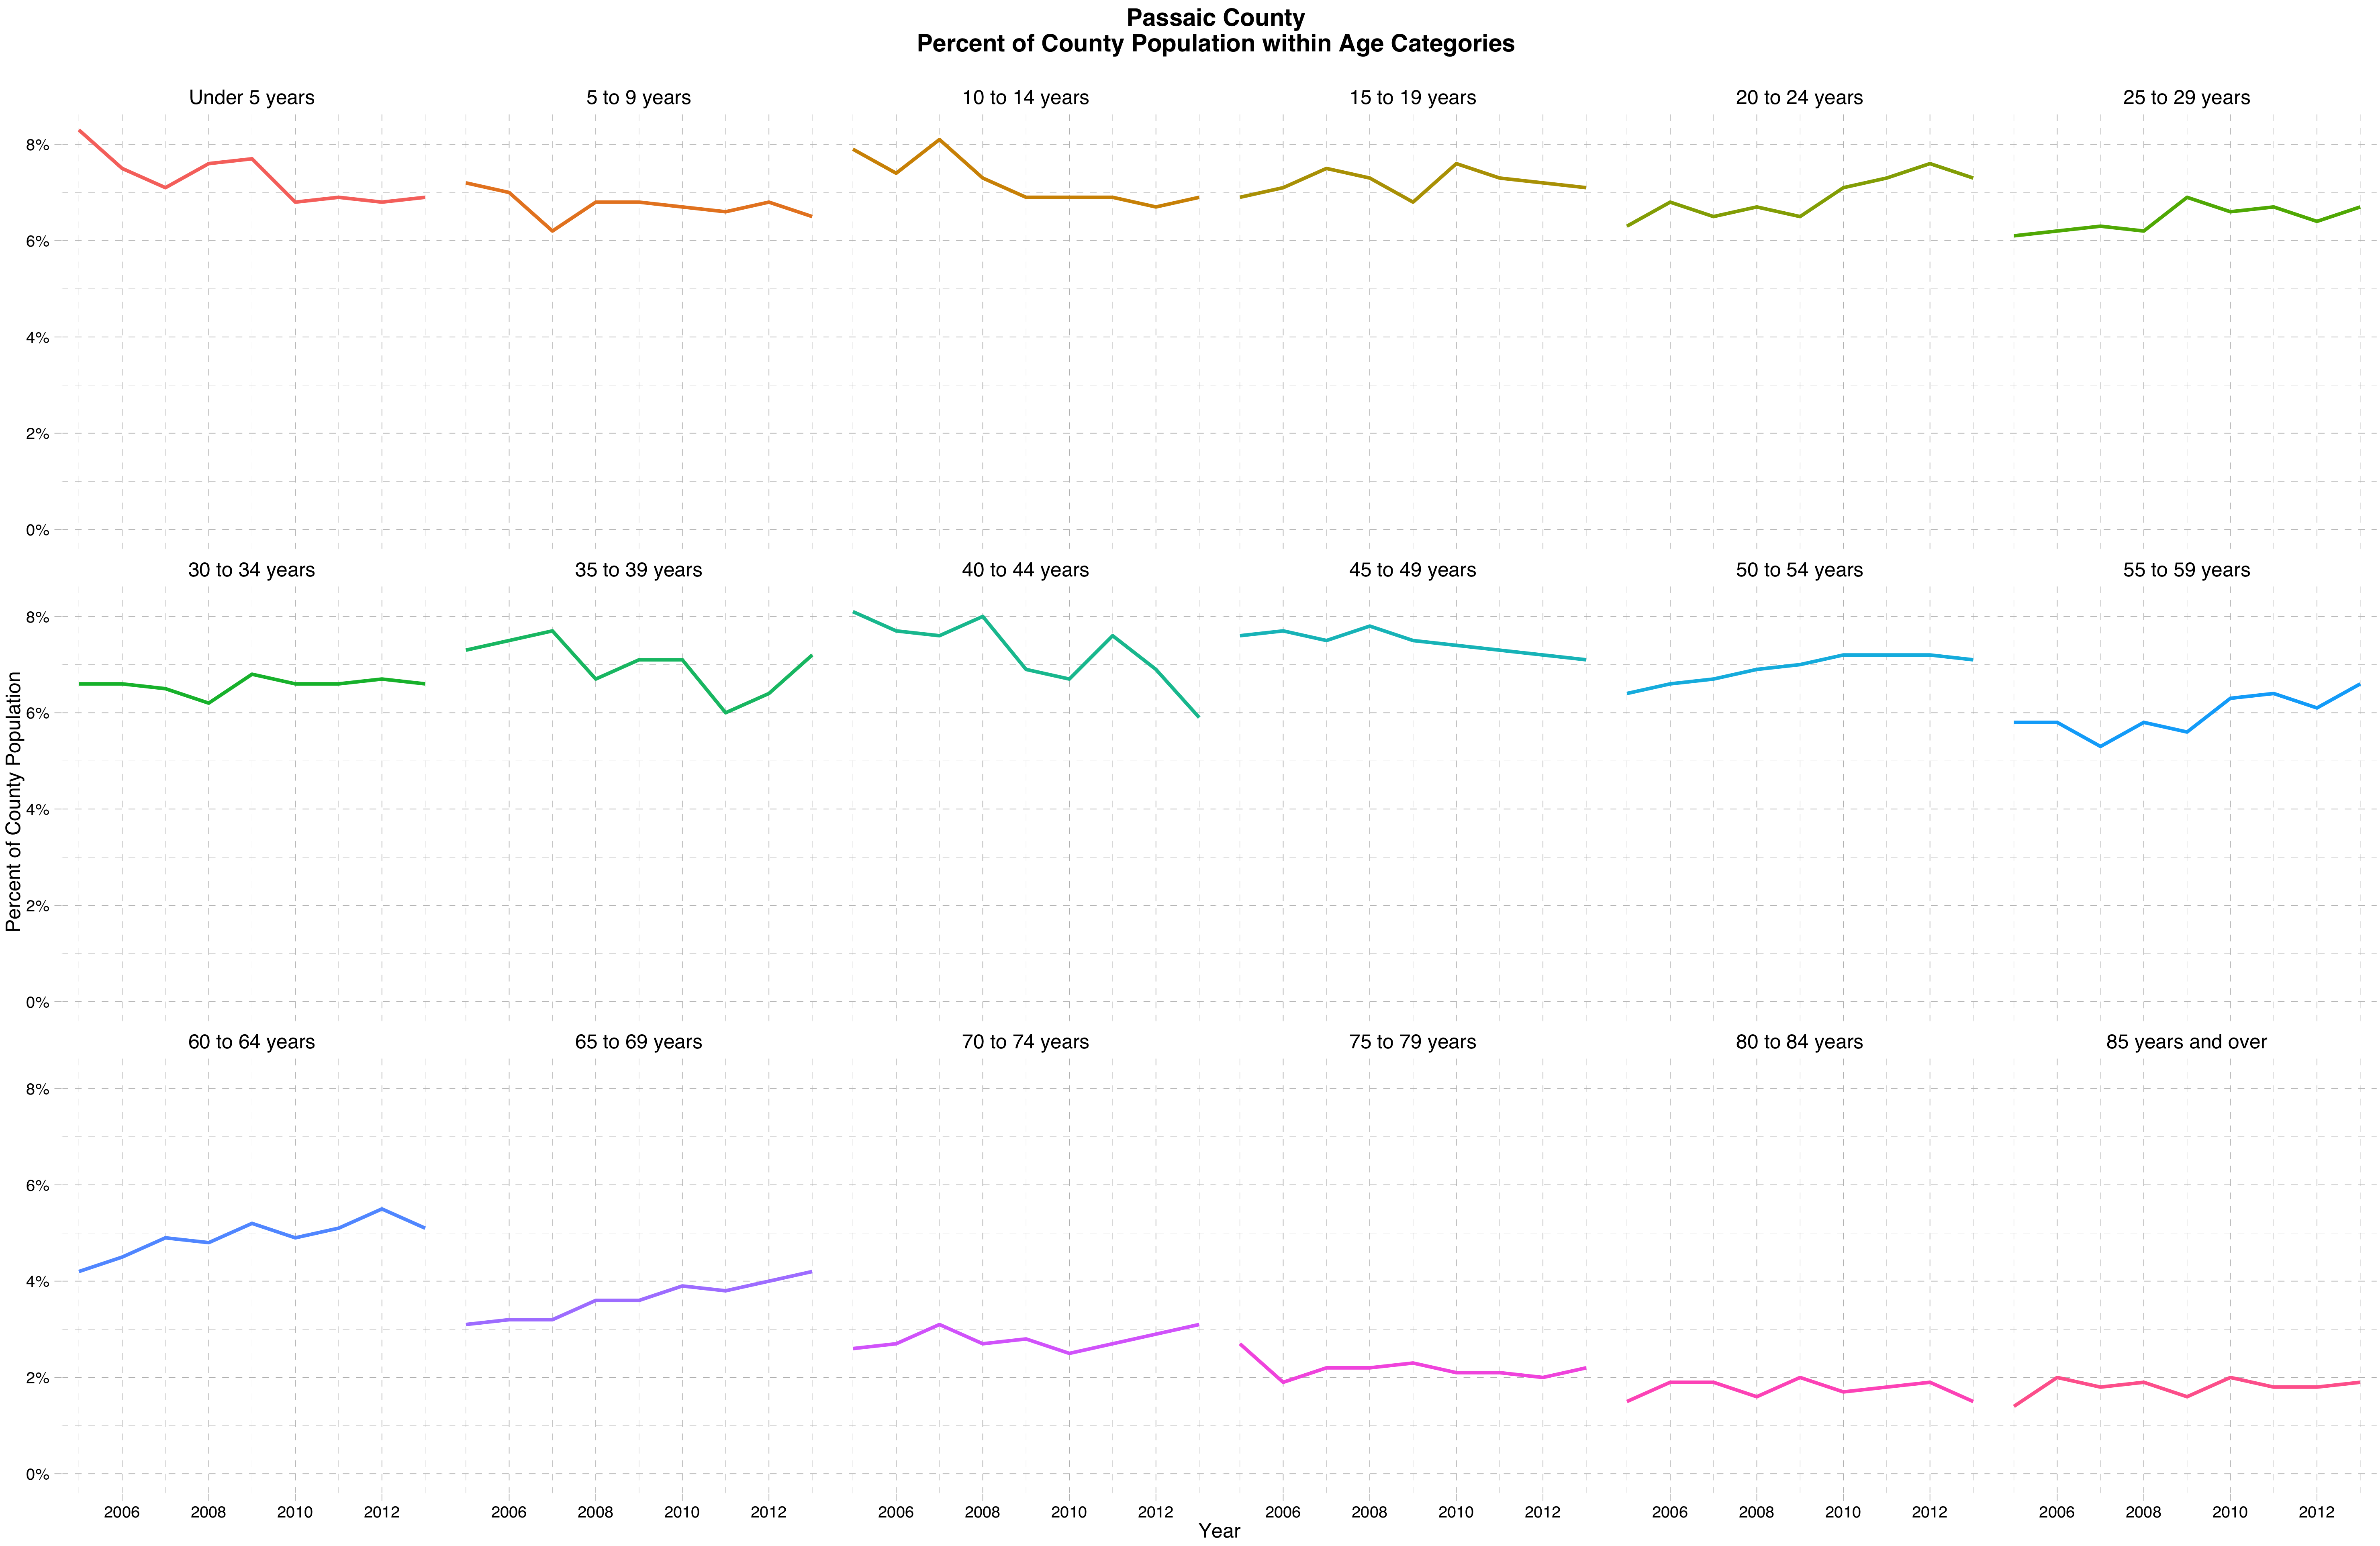 Passaic County
Percent of County Population within Age Categories
Under 5 years 5 to 9 years 10 to 14 years 15 to 19 years 20 to 24 years 25 to 29 years
8%
6%
4%
2%
0%
30 to 34 years 35 to 39 years 40 to 44 years 45 to 49 years 50 to 54 years 55 to 59 years
8%
6%
4%
2%
0%
Percent of County Population
60 to 64 years 65 to 69 years 70 to 74 years 75 to 79 years 80 to 84 years 85 years and over
8%
6%
4%
2%
0%
2006 2008 2010 2012 2006 2008 2010 2012 2006 2008 2010 2012 2006 2008 2010 2012 2006 2008 2010 2012 2006 2008 2010 2012
Year